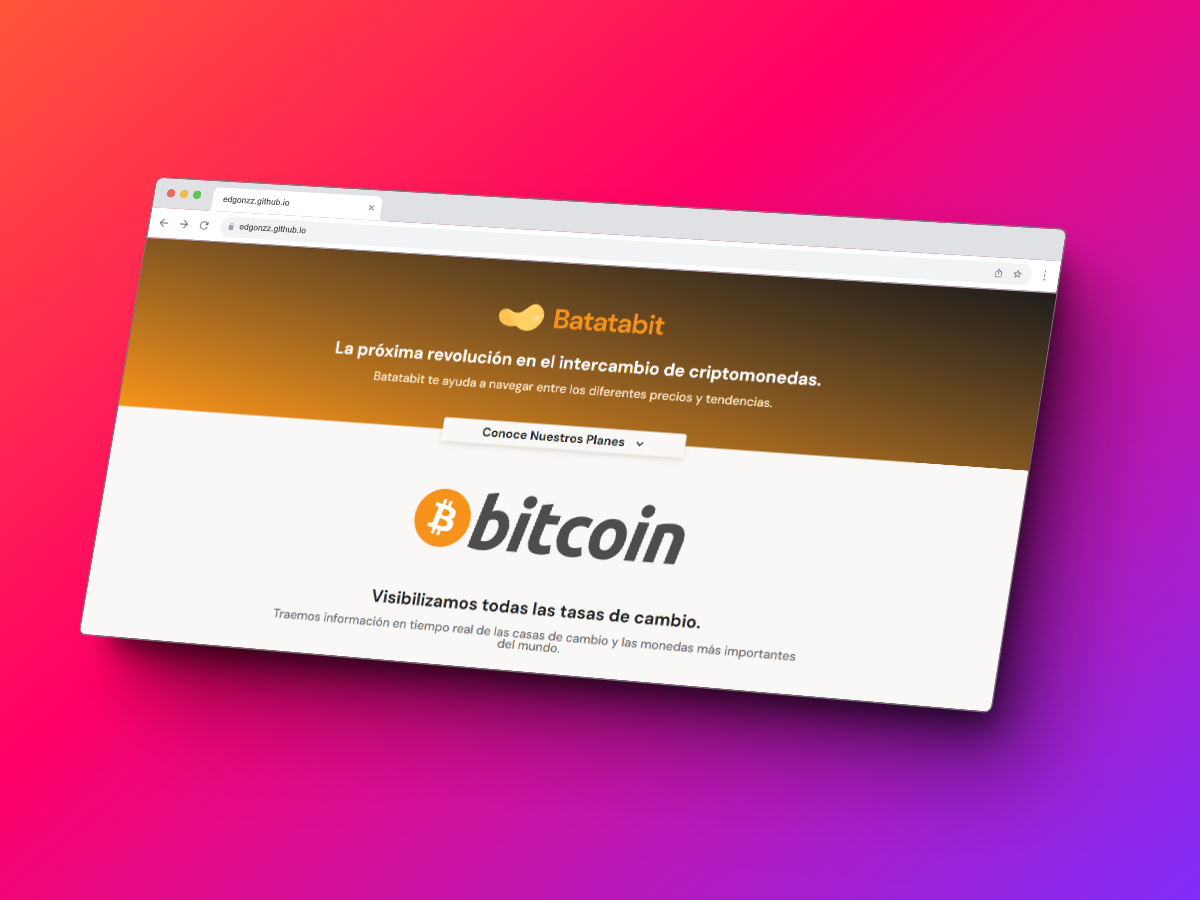 edgonzz.github.io
edgonzz.github.io
Batatabit
La próxima revolución en el intercambio de criptomonedas.
Batatabit te ayuda a navegar entre los diferentes precios y tendencias.
Conoce Nuestros Planes
bitcoin
Visibilizamos todas las tasas de cambio.
Traemos información en tiempo real de las casas de cambio y las monedas más importantes
del mundo.